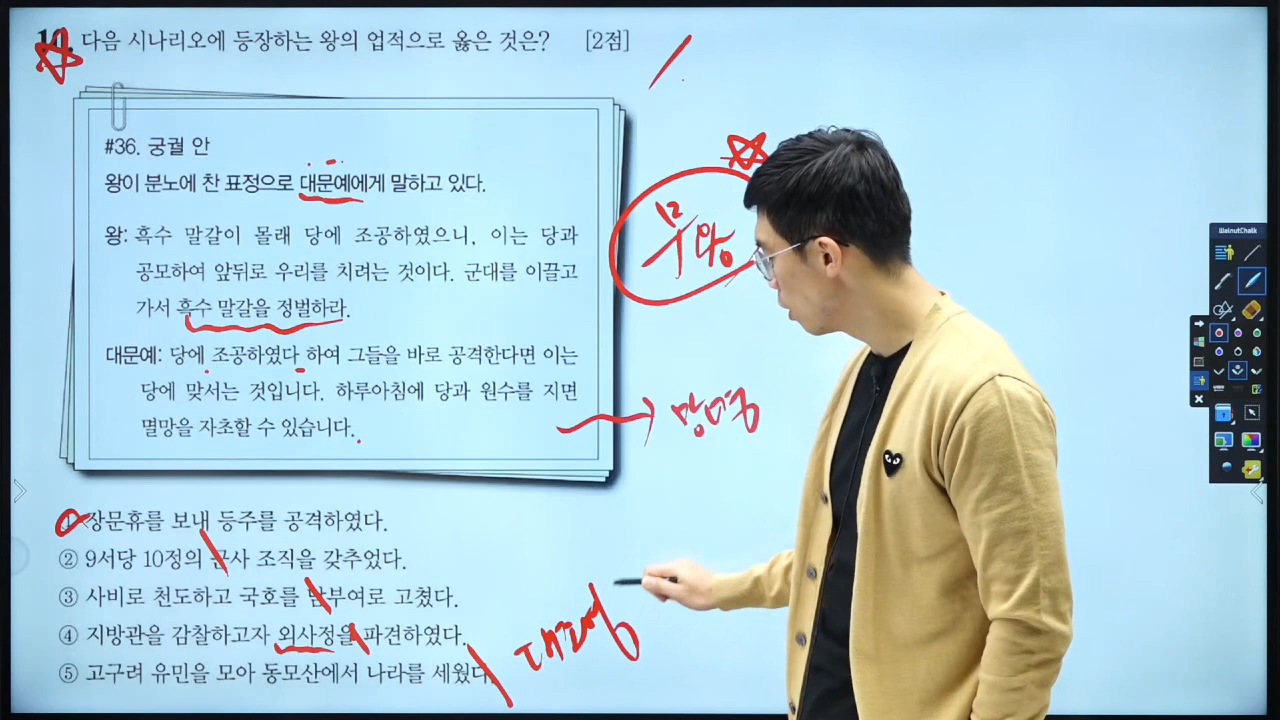 10. 다음 시나리오에 등장하는 왕의 업적으로 옳은 것은? [2점]
#36. 궁궐 안
왕이 분노에 찬 표정으로 대문예에게 말하고 있다.
왕: 흑수 말갈이 몰래 당에 조공하였으니, 이는 당과
공모하여 앞뒤로 우리를 치려는 것이다. 군대를 이끌고
가서 흑수 말갈을 정벌하라.
대문예: 당에 조공하였다 하여 그들을 바로 공격한다면 이는
당에 맞서는 것입니다. 하루아침에 당과 원수를 지면
멸망을 자초할 수 있습니다.
무왕
망명
① 장문휴를 보내 등주를 공격하였다.
② 9서당 10정의 군사 조직을 갖추었다.
③ 사비로 천도하고 국호를 남부여로 고쳤다.
④ 지방관을 감찰하고자 외사정을 파견하였다.
⑤ 고구려 유민을 모아 동모산에서 나라를 세웠다.
대조영
WalnutChalk